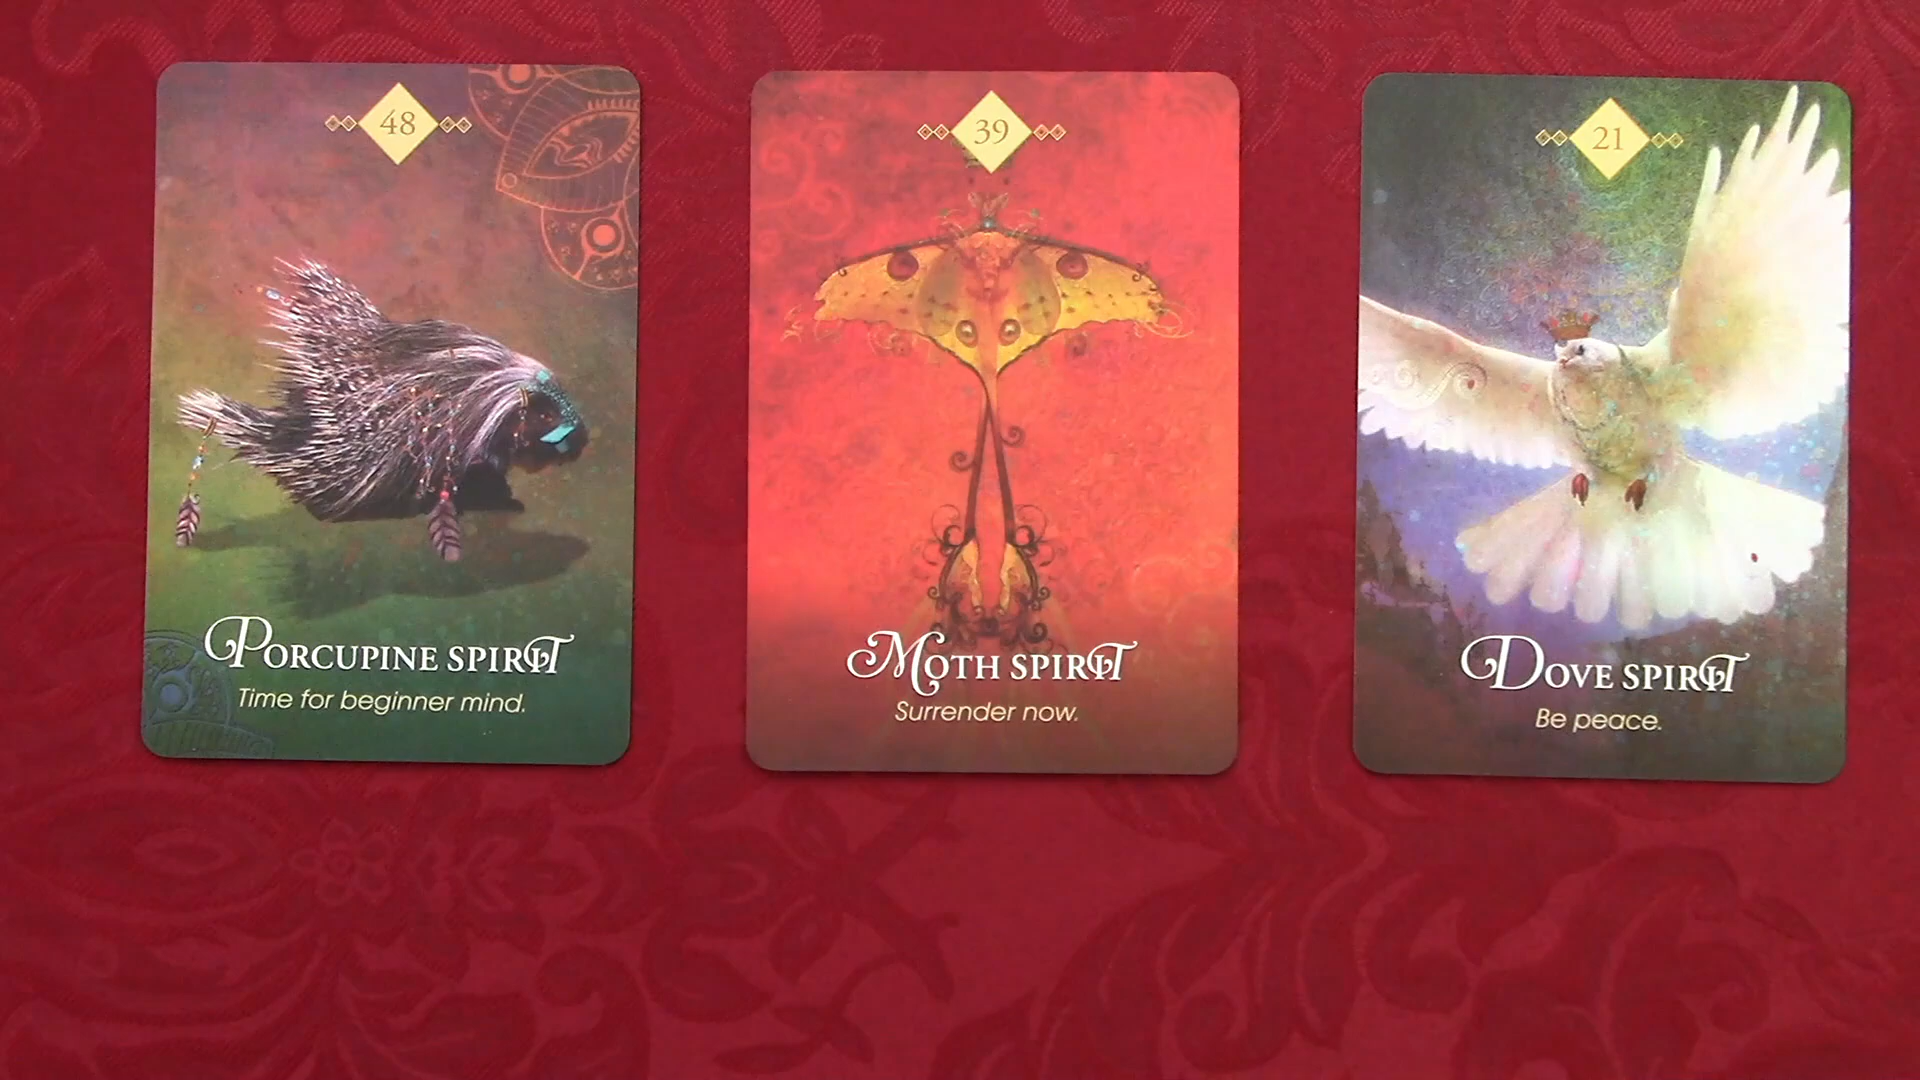 48
PORCUPINE SPIRIT
Time for beginner mind.
39
MOTH SPIRIT
Surrender now.
21
DOVE SPIRIT
Be peace.